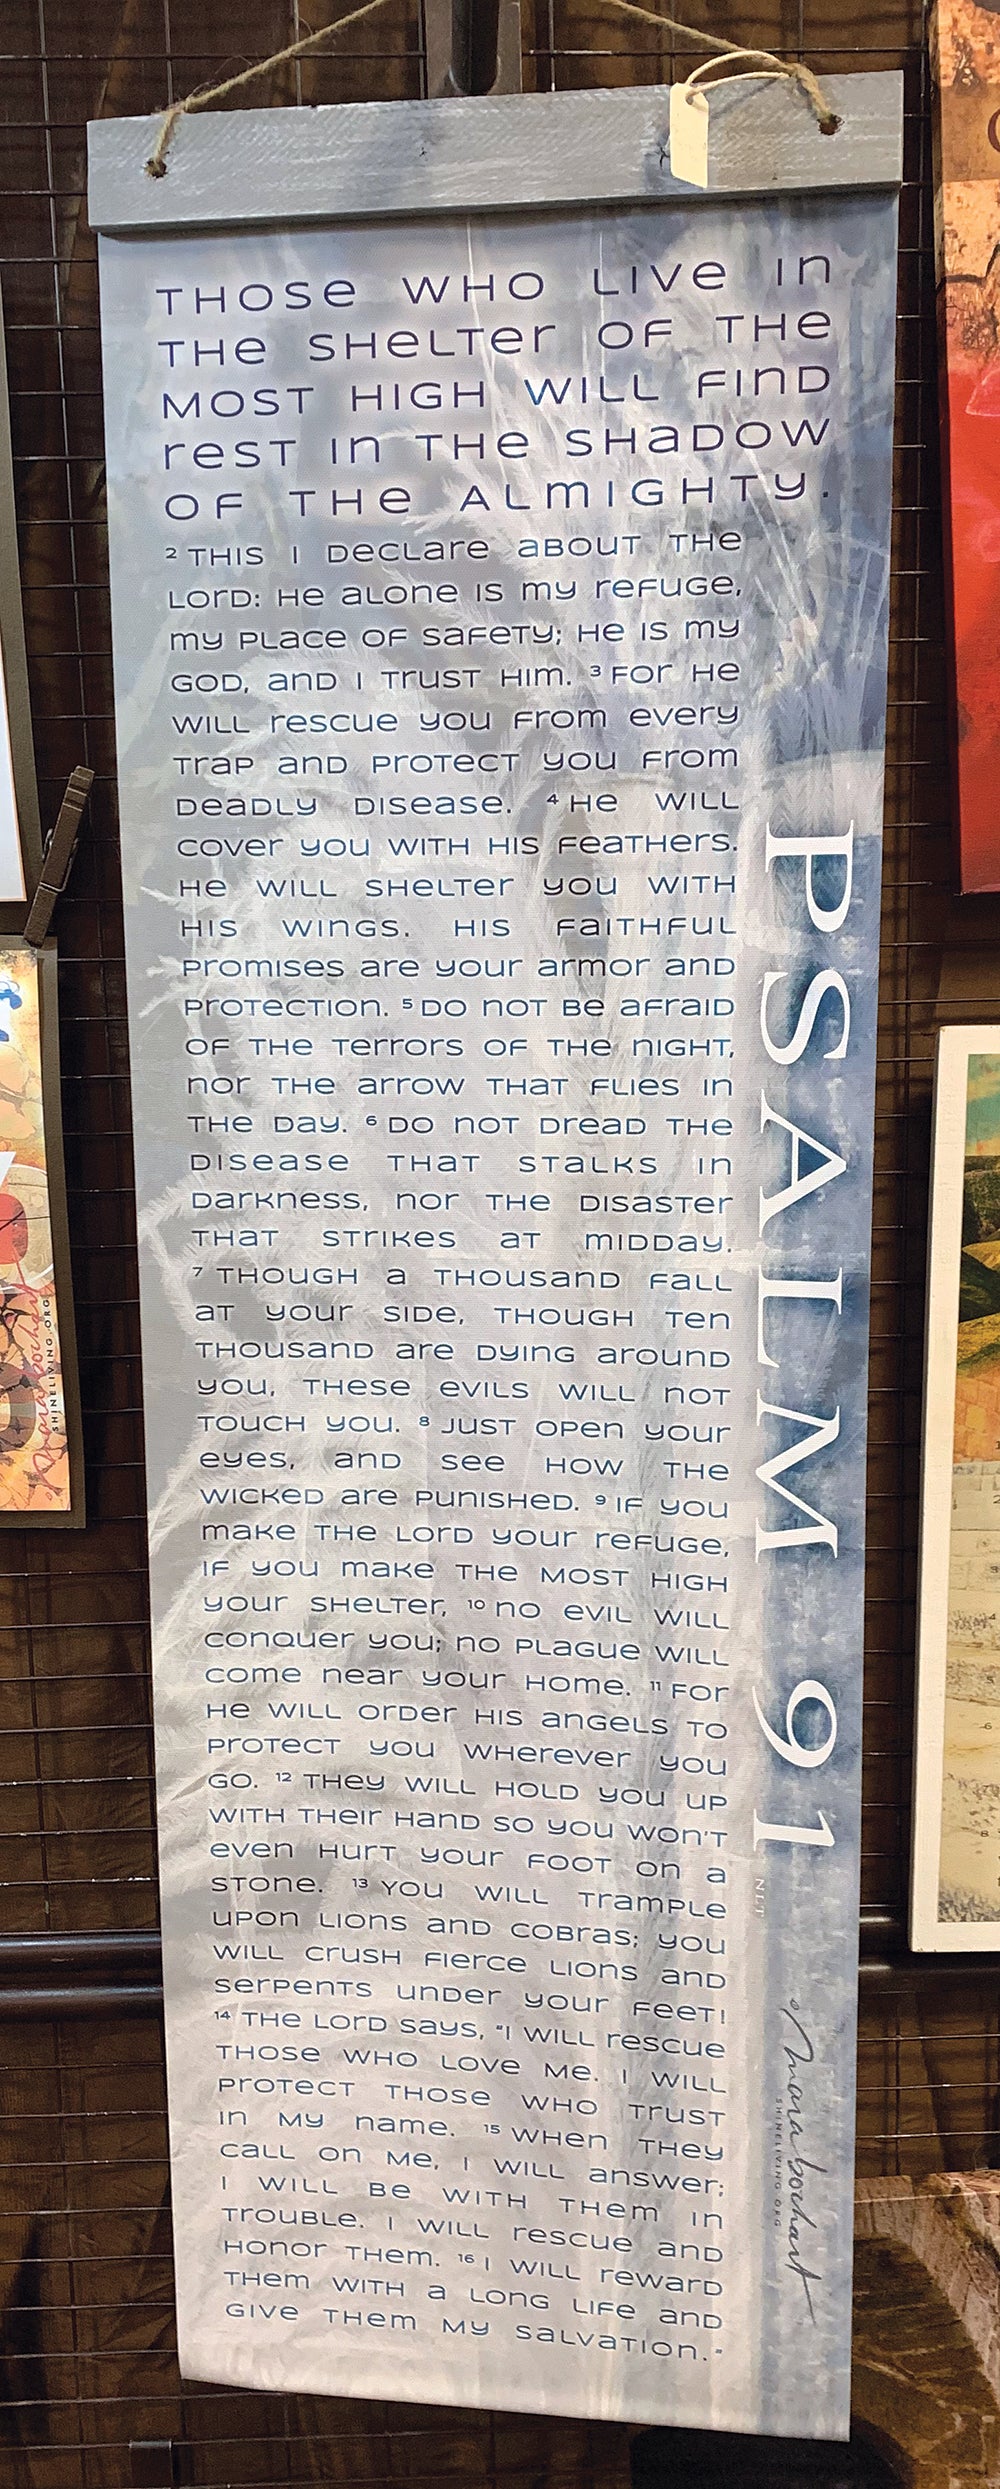 THOSE WHO LIVE IN
THE SHELTER OF THE
MOST HIGH WILL FIND
REST IN THE SHADOW
OF THE ALMIGHTY.
2 THIS I DECLARE ABOUT THE
LORD: HE ALONE IS MY REFUGE,
MY PLACE OF SAFETY; HE IS MY
GOD, AND I TRUST HIM. 3 FOR HE
WILL RESCUE YOU FROM EVERY
TRAP AND PROTECT YOU FROM
DEADLY DISEASE. 4 HE WILL
COVER YOU WITH HIS FEATHERS.
HE WILL SHELTER YOU WITH
HIS WINGS. HIS FAITHFUL
PROMISES ARE YOUR ARMOR AND
PROTECTION. 5 DO NOT BE AFRAID
OF THE TERRORS OF THE NIGHT,
NOR THE ARROW THAT FLIES IN
THE DAY. 6 DO NOT DREAD THE
DISEASE THAT STALKS IN
DARKNESS, NOR THE DISASTER
THAT STRIKES AT MIDDAY.
7 THOUGH A THOUSAND FALL
AT YOUR SIDE, THOUGH TEN
THOUSAND ARE DYING AROUND
YOU, THESE EVILS WILL NOT
TOUCH YOU. 8 JUST OPEN YOUR
EYES, AND SEE HOW THE
WICKED ARE PUNISHED. 9 IF YOU
MAKE THE LORD YOUR REFUGE,
IF YOU MAKE THE MOST HIGH
YOUR SHELTER, 10 NO EVIL WILL
CONQUER YOU; NO PLAGUE WILL
COME NEAR YOUR HOME. 11 FOR
HE WILL ORDER HIS ANGELS TO
PROTECT YOU WHEREVER YOU
GO. 12 THEY WILL HOLD YOU UP
WITH THEIR HAND SO YOU WON'T
EVEN HURT YOUR FOOT ON A
STONE. 13 YOU WILL TRAMPLE
UPON LIONS AND COBRAS; YOU
WILL CRUSH FIERCE LIONS AND
SERPENTS UNDER YOUR FEET!
14 THE LORD SAYS, "I WILL RESCUE
THOSE WHO LOVE ME. I WILL
PROTECT THOSE WHO TRUST
IN MY NAME. 15 WHEN THEY
CALL ON ME, I WILL ANSWER;
I WILL BE WITH THEM IN
TROUBLE. I WILL RESCUE AND
HONOR THEM. 16 I WILL REWARD
THEM WITH A LONG LIFE AND
GIVE THEM MY SALVATION."
PSALM 91
NLT
marabochart
SHINELIVING.ORG
marabochart
SHINELIVING.ORG